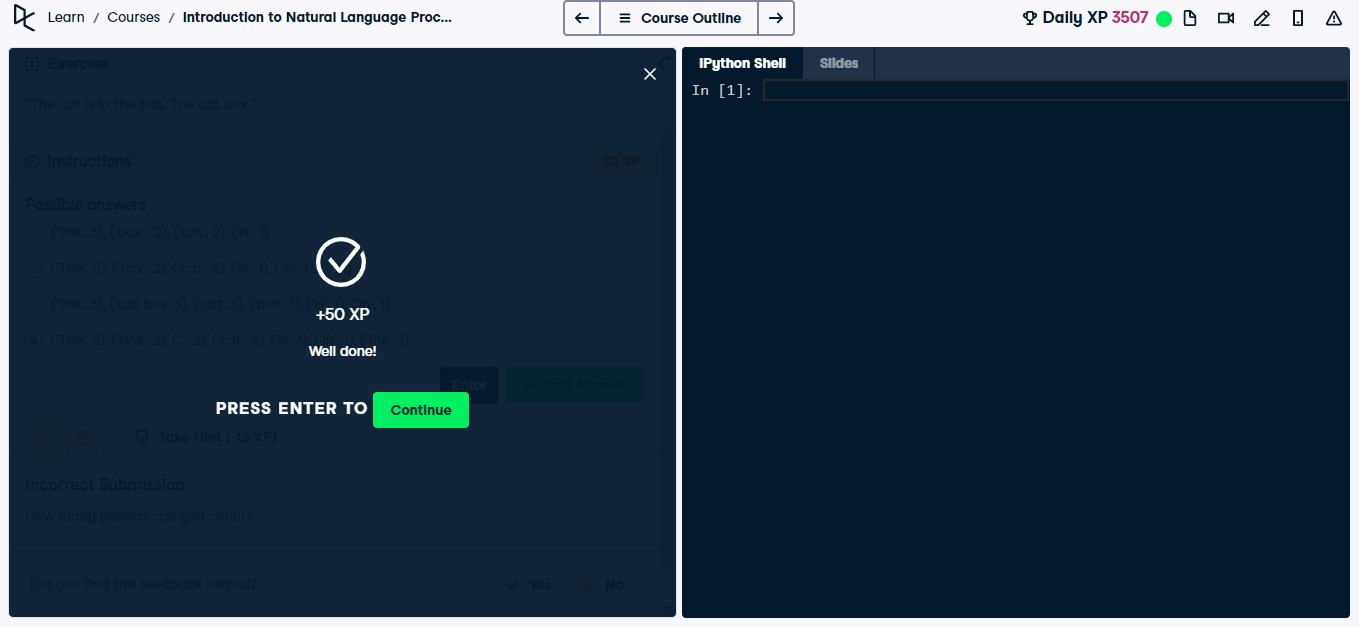 Learn / Courses / Introduction to Natural Language Proc...
Course Outline
Daily XP 3507
Exercise
"The cat is in the box. The cat box."
Instructions
50 XP
Possible answers
('the', 3), ('box.', 2), ('cat', 2), ('is', 1)
('The', 3), ('box', 2), ('cat', 2), ('is', 1), ('in', 1)
('the', 3), ('cat box', 1), ('cat', 1), ('box', 1), ('is', 1), ('in', 1)
('The', 2), ('box', 2), ('.', 2), ('cat', 2), ('is', 1), ('in', 1), ('the', 1)
+50 XP
Well done!
Enter
Submit Answer
PRESS ENTER TO Continue
Take Hint (-15 XP)
Incorrect Submission
How many periods can you count?
Did you find this feedback helpful?
Yes
No
IPython Shell
Slides
In [1]: